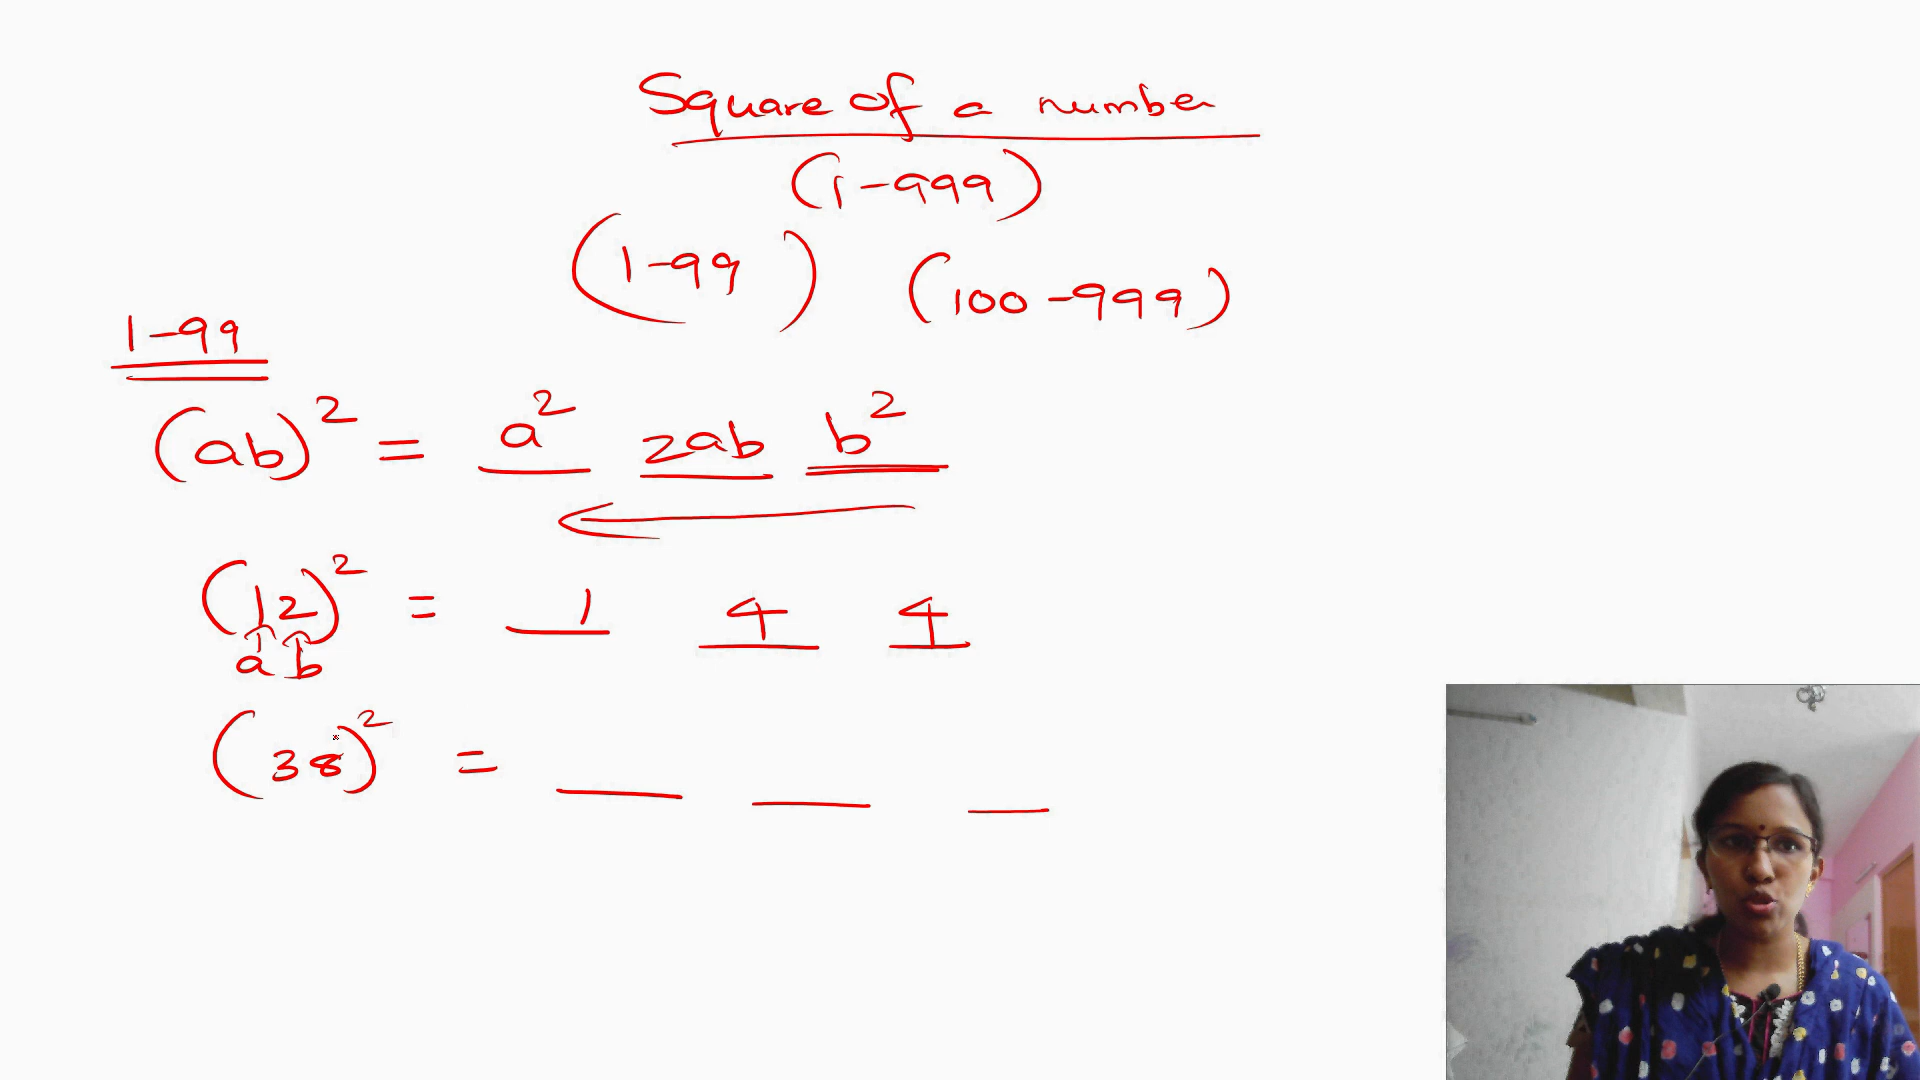 Square of a number
(1-999)
(1-99) (100-999)
1-99
(ab)² = a² 2ab b²
(12)² = 1 4 4
a b
(38)² =